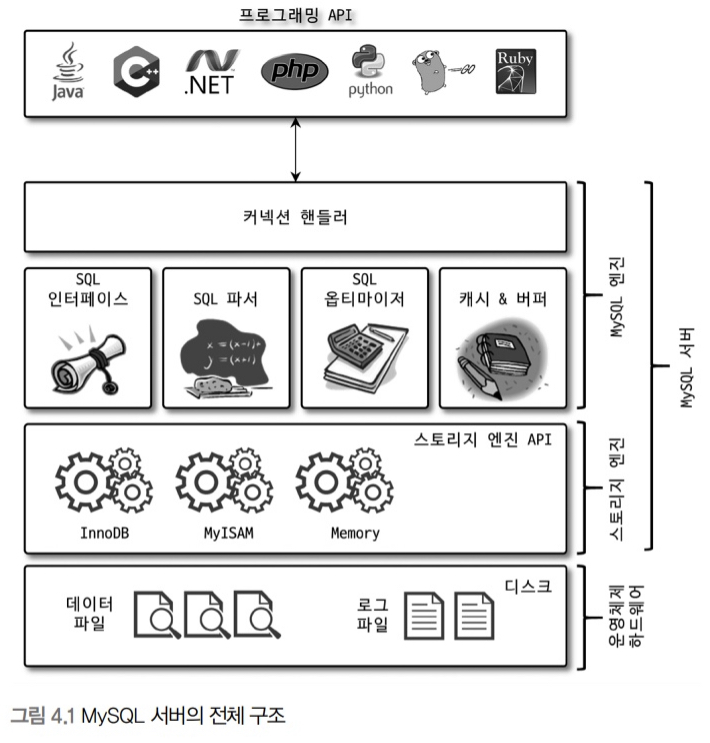 프로그래밍 API
Java
C++
.NET
php
python
GO
Ruby
커넥션 핸들러
SQL
인터페이스
SQL 파서
SQL
옵티마이저
캐시 & 버퍼
MySQL 엔진
MySQL 서버
스토리지 엔진 API
InnoDB
MyISAM
Memory
스토리지 엔진
디스크
데이터
파일
로그
파일
운영체제
하드웨어
그림 4.1 MySQL 서버의 전체 구조